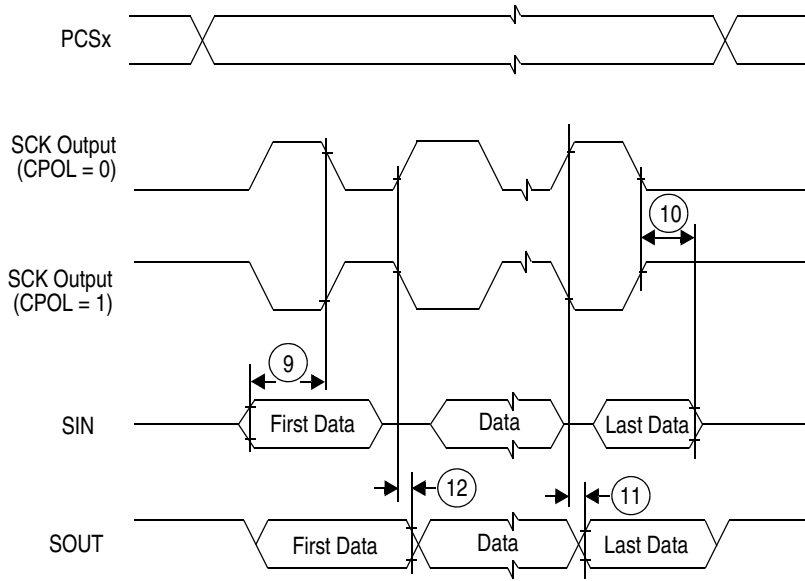 PCSx
SCK Output
(CPOL = 0)
10
SCK Output
(CPOL = 1)
9
SIN
First Data
Data
Last Data
12
11
SOUT
First Data
Data
Last Data